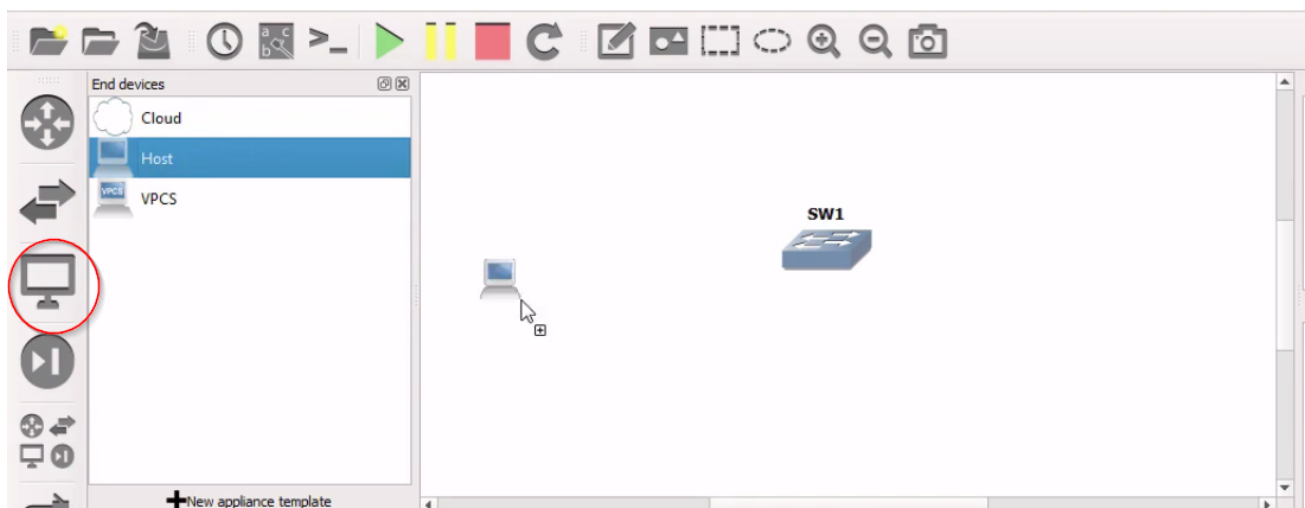 a c
b
End devices
Cloud
Host
VPCS
VPCS
SW1
New appliance template